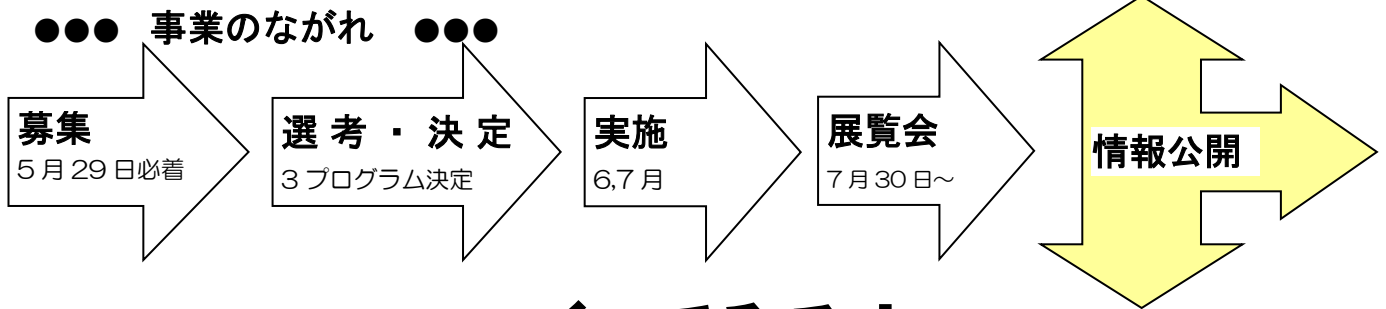 ●●● 事業のながれ ●●●
募集
5月29日必着
選考・決定
3プログラム決定
実施
6,7月
展覧会
7月30日～
情報公開